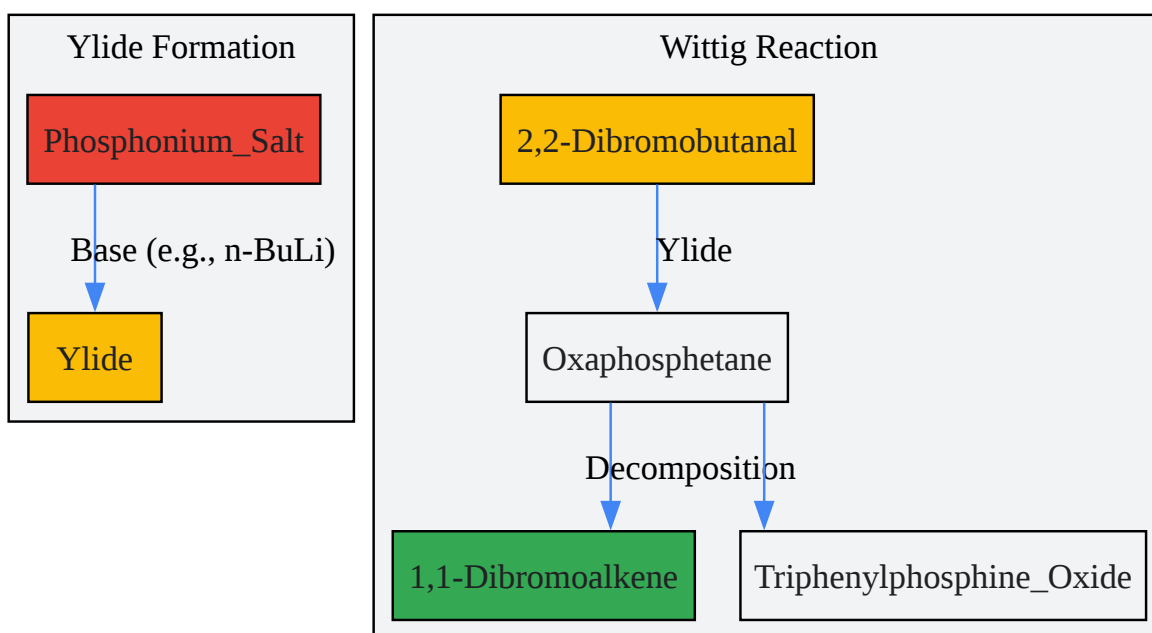 Ylide Formation
Phosphonium_Salt
Base (e.g., n-BuLi)
Ylide
Wittig Reaction
2,2-Dibromobutanal
Ylide
Oxaphosphetane
Decomposition
1,1-Dibromoalkene
Triphenylphosphine_Oxide